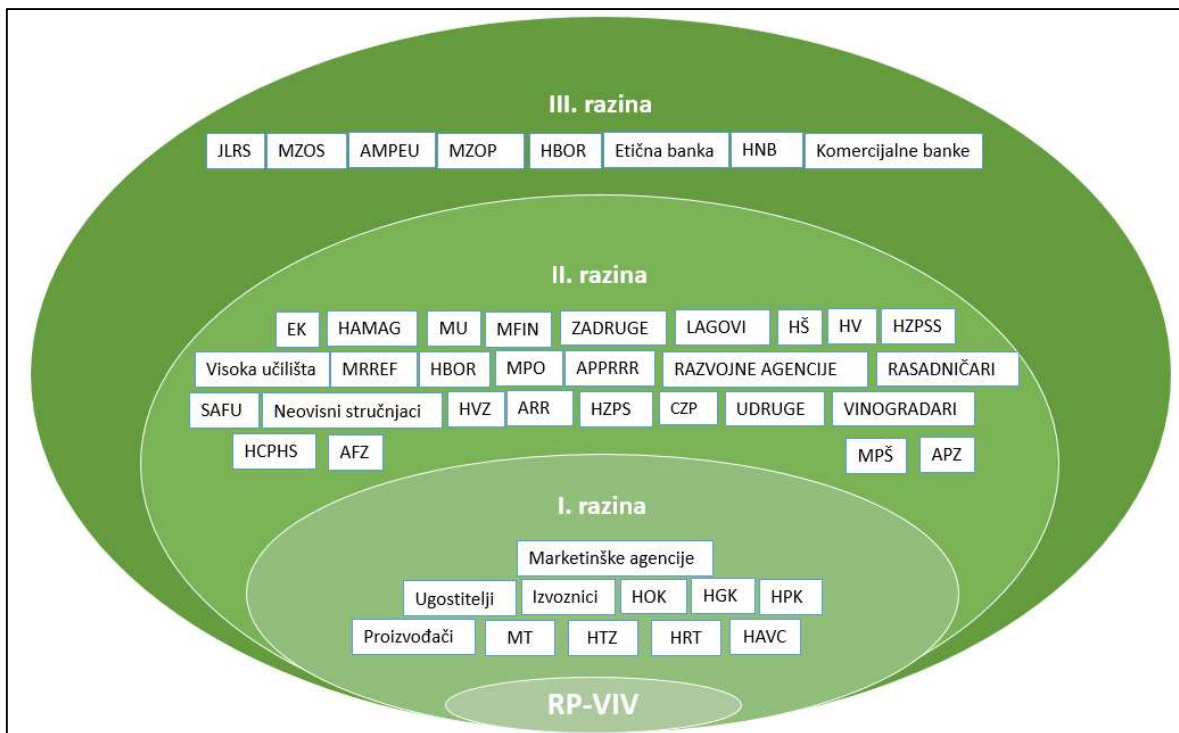 III. razina
JLRS MZOS AMPEU MZOP HBOR Etična banka HNB Komercijalne banke
II. razina
EK HAMAG MU MFIN ZADRUGE LAGOVI HŠ HV HZPSS
Visoka učilišta MRREF HBOR MPO APPRRR RAZVOJNE AGENCIJE RASADNIČARI
SAFU Neovisni stručnjaci HVZ ARR HZPS CZP UDRUGE VINOGRADARI
HCPHS AFZ MPŠ APZ
I. razina
Marketinške agencije
Ugostitelji Izvoznici HOK HGK HPK
Proizvođači MT HTZ HRT HAVC
RP-VIV